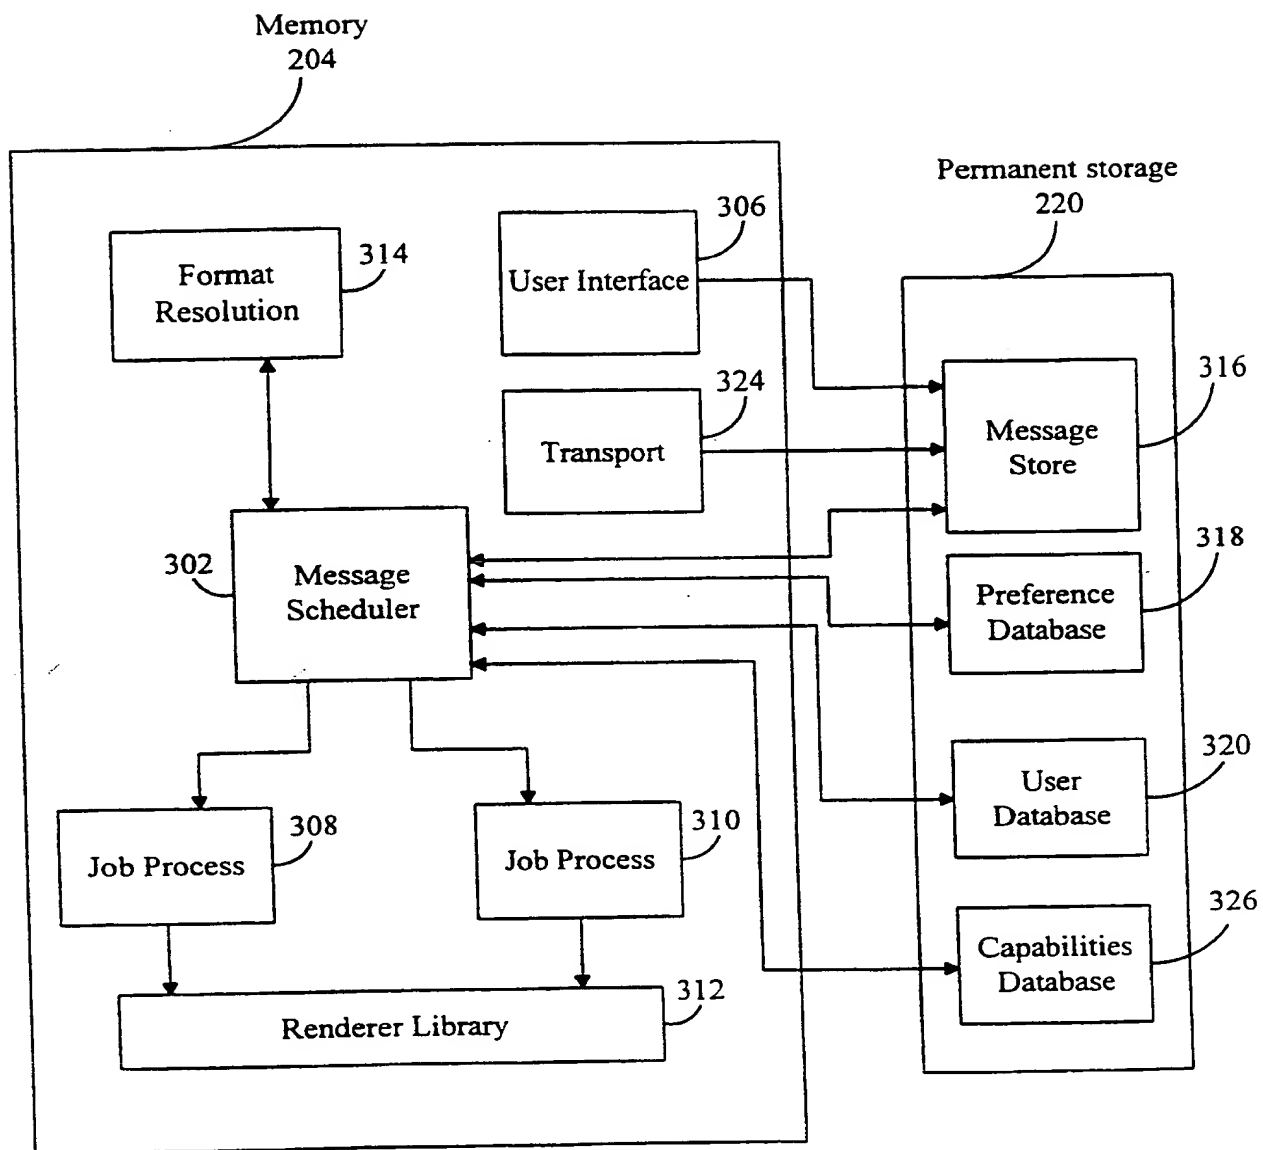 Memory
204
Permanent storage
220
306
User Interface
314
Format
Resolution
324
Transport
316
Message
Store
302
Message
Scheduler
318
Preference
Database
320
User
Database
308
Job Process
310
Job Process
326
Capabilities
Database
312
Renderer Library